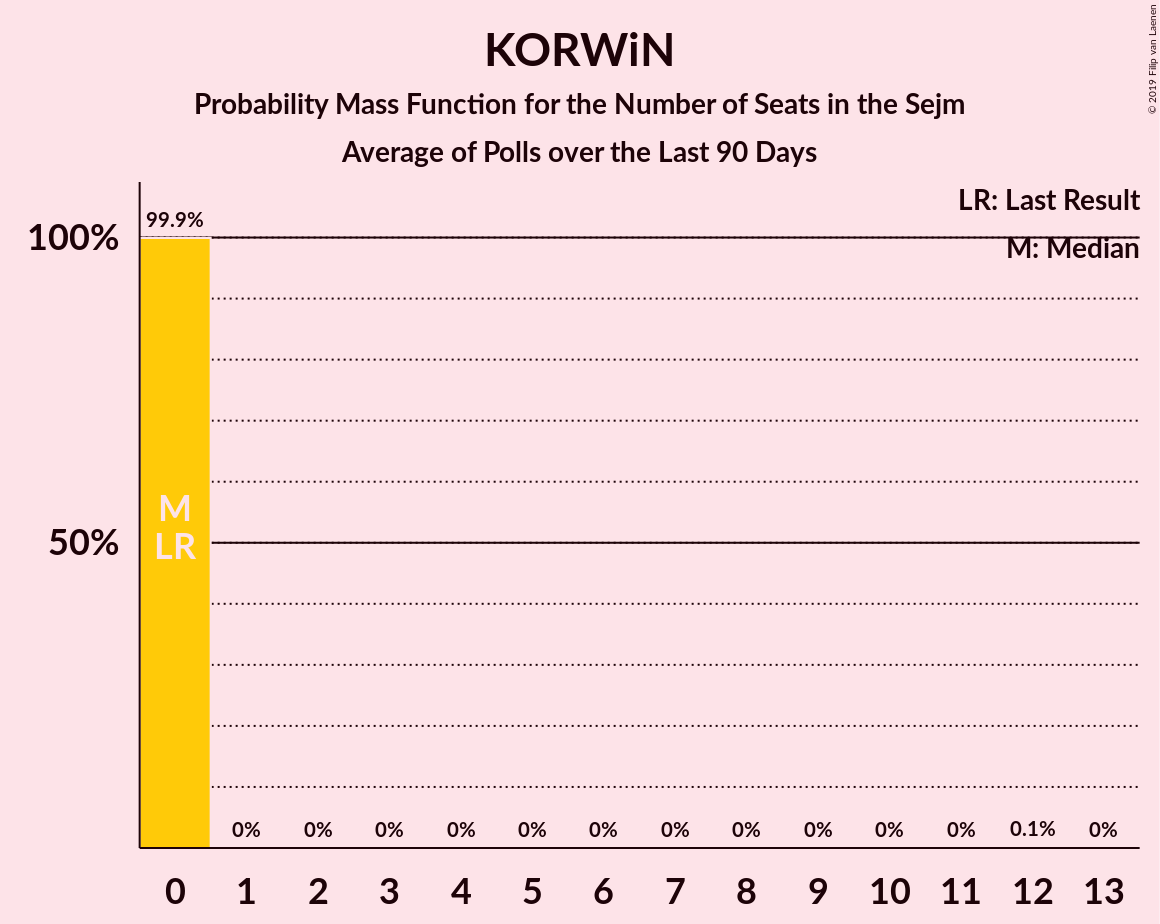 KORWiN
Probability Mass Function for the Number of Seats in the Sejm
Average of Polls over the Last 90 Days
© 2019 Filip van Laenen
LR: Last Result
M: Median
99.9%
100%
50%
M
LR
0% 0% 0% 0% 0% 0% 0% 0% 0% 0% 0% 0.1% 0%
0 1 2 3 4 5 6 7 8 9 10 11 12 13